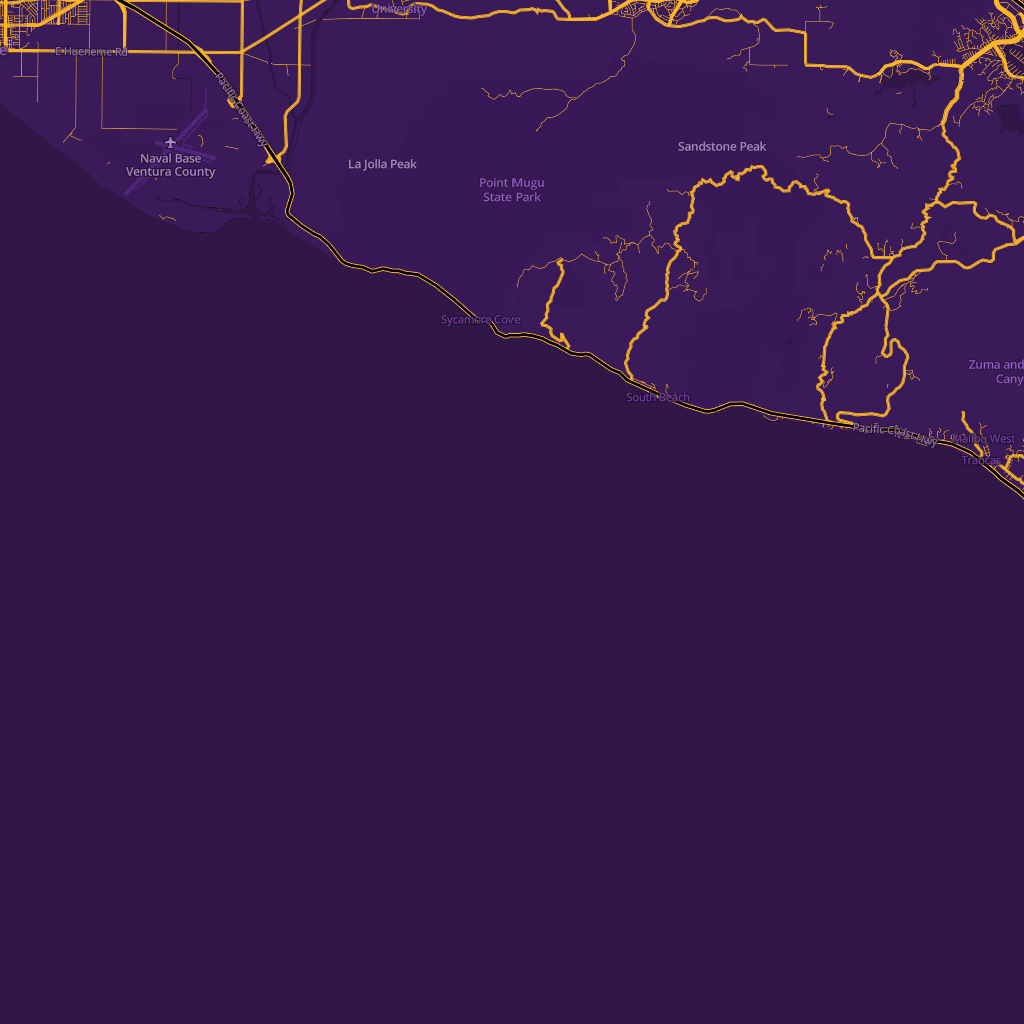 University
E Hueneme Rd
Pacific Coast Hwy
Naval Base
Ventura County
La Jolla Peak
Sandstone Peak
Point Mugu
State Park
Sycamore Cove
Zuma and
Cany
South Beach
Pacific Coast Hwy
Malibu West
Trancas